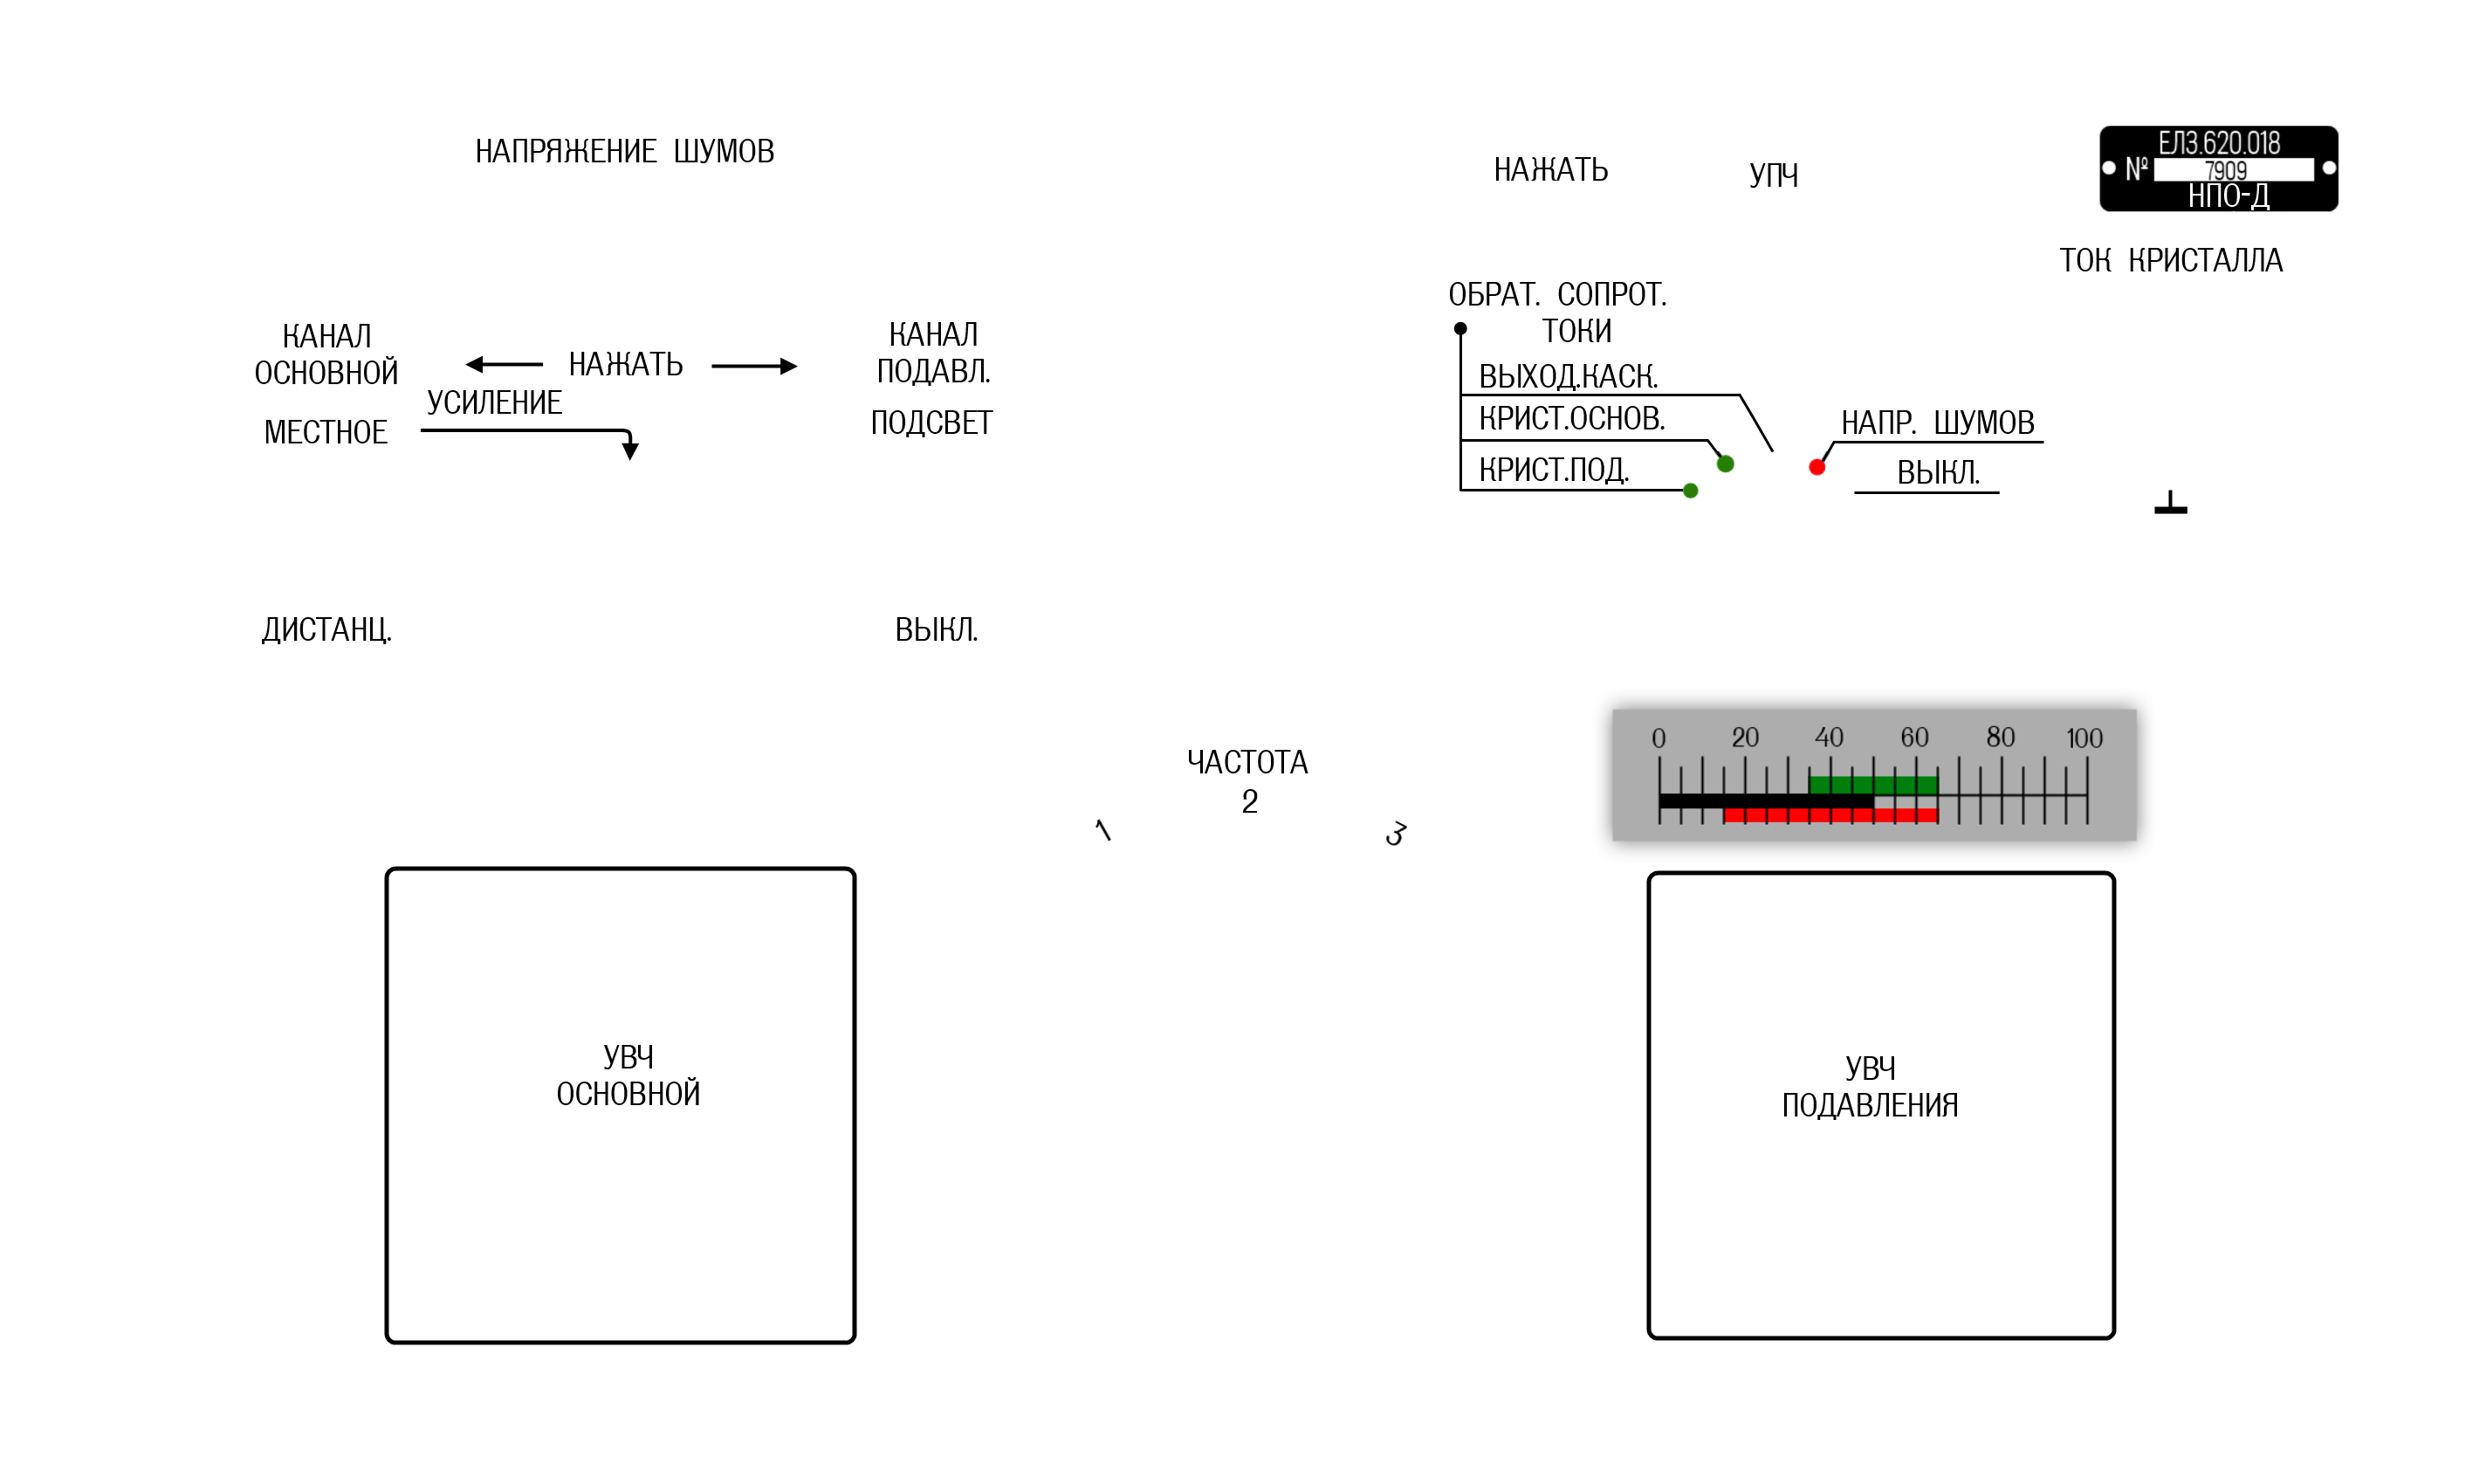 НАПРЯЖЕНИЕ ШУМОВ
НАЖАТЬ
УПЧ
ЕЛ3.620.018
№ 7909
НПО-Д
ТОК КРИСТАЛЛА
КАНАЛ
ОСНОВНОЙ
НАЖАТЬ
КАНАЛ
ПОДАВЛ.
УСИЛЕНИЕ
МЕСТНОЕ
ПОДСВЕТ
ОБРАТ. СОПРОТ.
ТОКИ
ВЫХОД.КАСК.
КРИСТ.ОСНОВ.
КРИСТ.ПОД.
НАПР. ШУМОВ
ВЫКЛ.
ДИСТАНЦ.
ВЫКЛ.
ЧАСТОТА
1 2 3
0 20 40 60 80 100
УВЧ
ОСНОВНОЙ
УВЧ
ПОДАВЛЕНИЯ